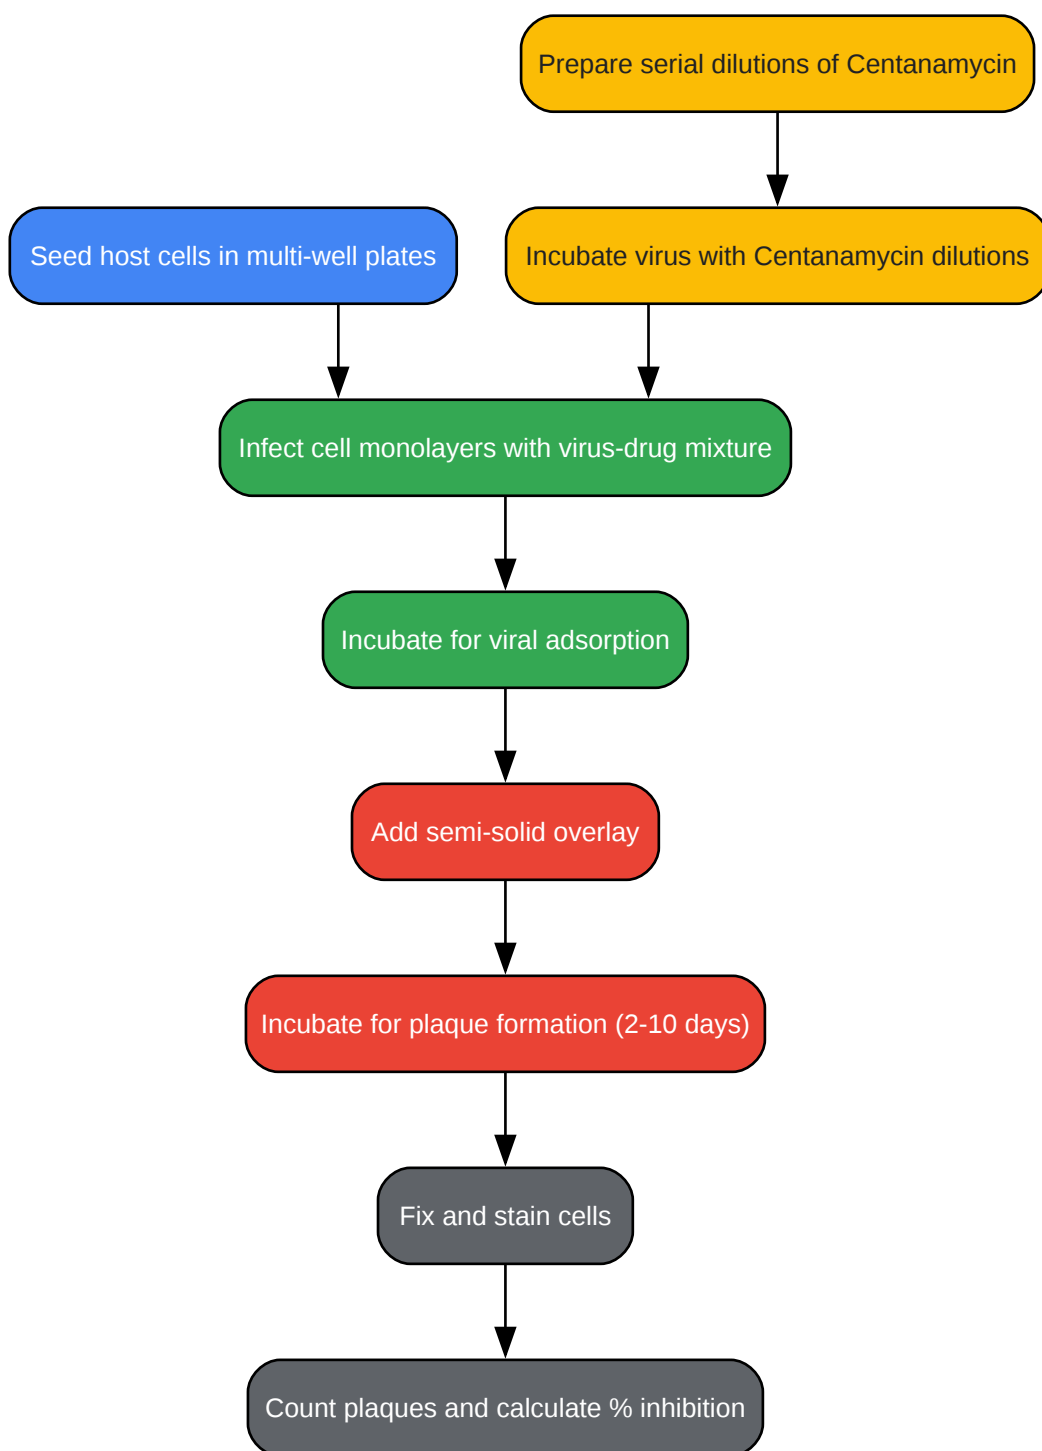 Prepare serial dilutions of Centanamycin
Seed host cells in multi-well plates
Incubate virus with Centanamycin dilutions
Infect cell monolayers with virus-drug mixture
Incubate for viral adsorption
Add semi-solid overlay
Incubate for plaque formation (2-10 days)
Fix and stain cells
Count plaques and calculate % inhibition